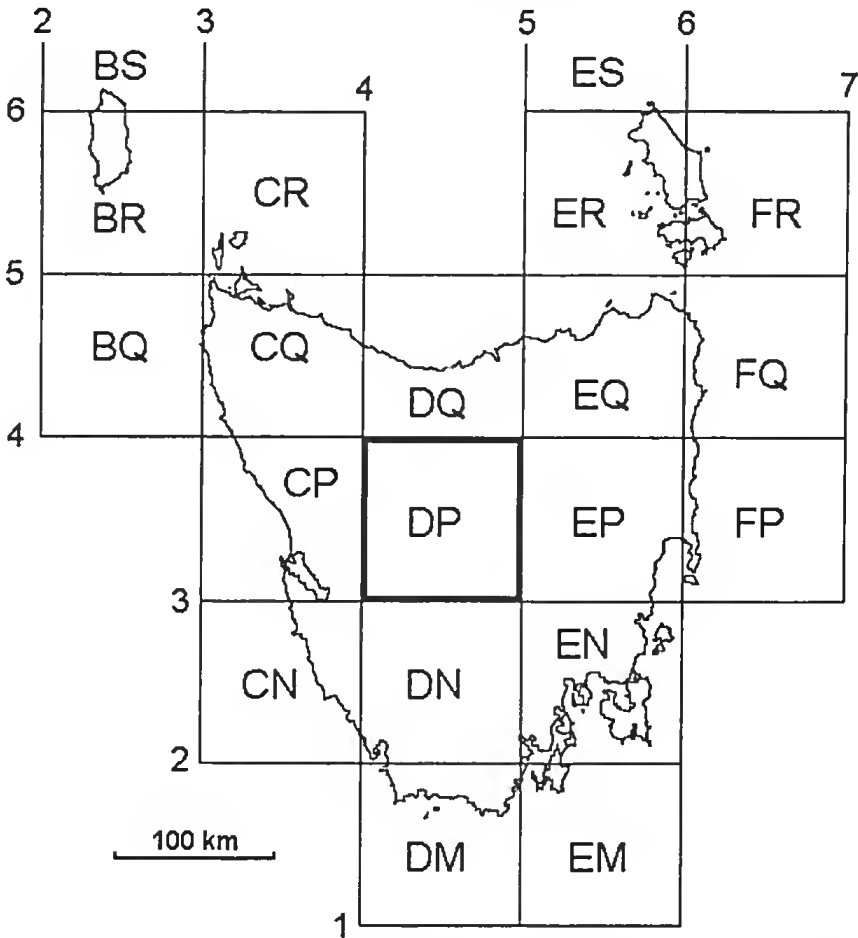 2 3 5 6
BS ES
4 7
6
CR
BR ER FR
5
BQ CQ FQ
DQ EQ
4
CP
DP EP FP
3
EN
CN DN
2
100 km
DM EM
1